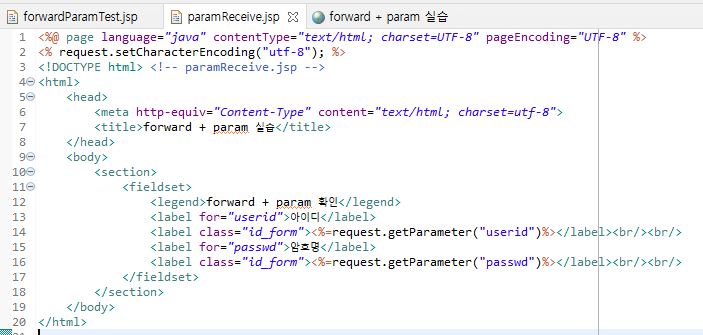 forwardParamTest.jsp paramReceive.jsp forward + param 실습
1 <%@ page language="java" contentType="text/html; charset=UTF-8" pageEncoding="UTF-8" %>
2 <% request.setCharacterEncoding("utf-8"); %>
3 <!DOCTYPE html> <!-- paramReceive.jsp -->
4 <html>
5 <head>
6 <meta http-equiv="Content-Type" content="text/html; charset=utf-8">
7 <title>forward + param 실습</title>
8 </head>
9 <body>
10 <section>
11 <fieldset>
12 <legend>forward + param 확인</legend>
13 <label for="userid">아이디</label>
14 <label class="id_form"><%=request.getParameter("userid")%></label><br/><br/>
15 <label for="passwd">암호명</label>
16 <label class="id_form"><%=request.getParameter("passwd")%></label><br/><br/>
17 </fieldset>
18 </section>
19 </body>
20 </html>
21